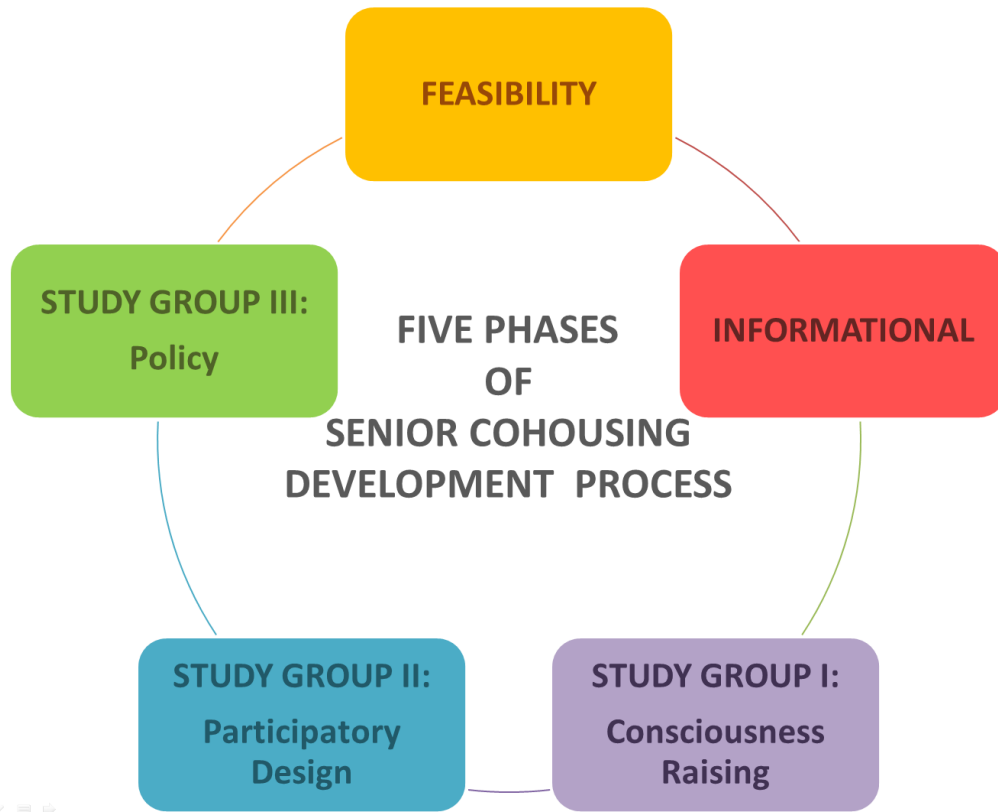 FEASIBILITY
INFORMATIONAL
STUDY GROUP I:
Consciousness
Raising
STUDY GROUP II:
Participatory
Design
STUDY GROUP III:
Policy
FIVE PHASES
OF
SENIOR COHOUSING
DEVELOPMENT PROCESS